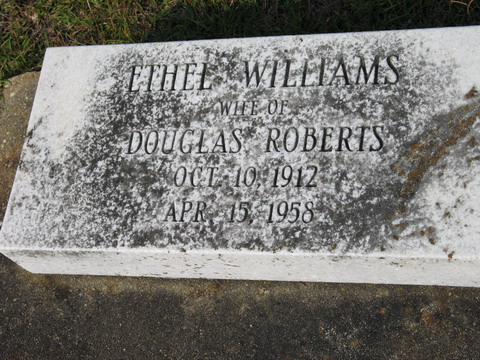 ETHEL WILLIAMS
WIFE OF
DOUGLAS ROBERTS
OCT. 10, 1912
APR. 15, 1958